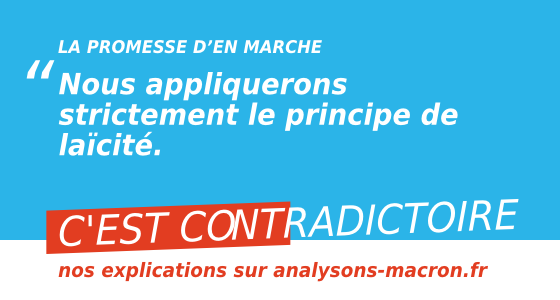 LA PROMESSE D’EN MARCHE
“Nous appliquerons
strictement le principe de
laïcité.
C'EST CONTRADICTOIRE
nos explications sur analysons-macron.fr